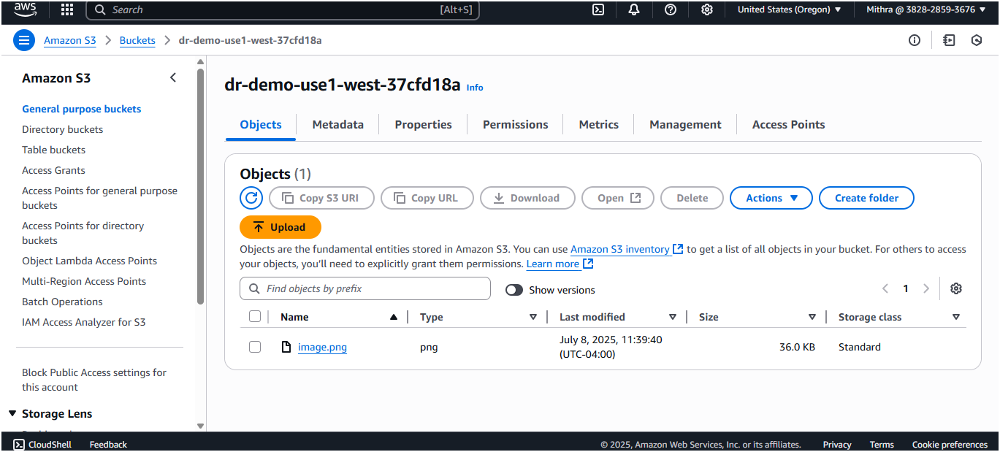 aws
Search [Alt+S]
United States (Oregon) Mithra @ 3828-2859-3676
Amazon S3 > Buckets > dr-demo-use1-west-37cfd18a
Amazon S3
General purpose buckets
Directory buckets
Table buckets
Access Grants
Access Points for general purpose
buckets
Access Points for directory
buckets
Object Lambda Access Points
Multi-Region Access Points
Batch Operations
IAM Access Analyzer for S3
Block Public Access settings for
this account
Storage Lens
dr-demo-use1-west-37cfd18a Info
Objects Metadata Properties Permissions Metrics Management Access Points
Objects (1)
Copy S3 URI Copy URL Download Open Delete Actions Create folder
Upload
Objects are the fundamental entities stored in Amazon S3. You can use Amazon S3 inventory to get a list of all objects in your bucket. For others to access
your objects, you'll need to explicitly grant them permissions. Learn more
Find objects by prefix Show versions 1
Name Type Last modified Size Storage class
image.png png July 8, 2025, 11:39:40 36.0 KB Standard
(UTC-04:00)
CloudShell Feedback © 2025, Amazon Web Services, Inc. or its affiliates. Privacy Terms Cookie preferences